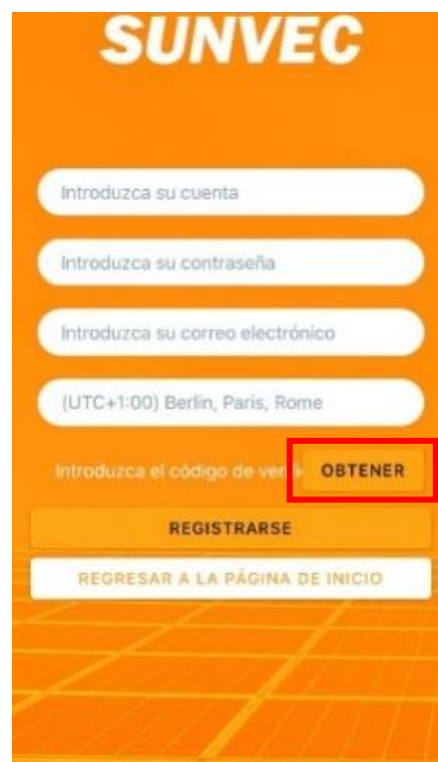 SUNVEC
Introduzca su cuenta
Introduzca su contraseña
Introduzca su correo electrónico
(UTC+1:00) Berlin, Paris, Rome
Introduzca el código de verifi
OBTENER
REGISTRARSE
REGRESAR A LA PÁGINA DE INICIO